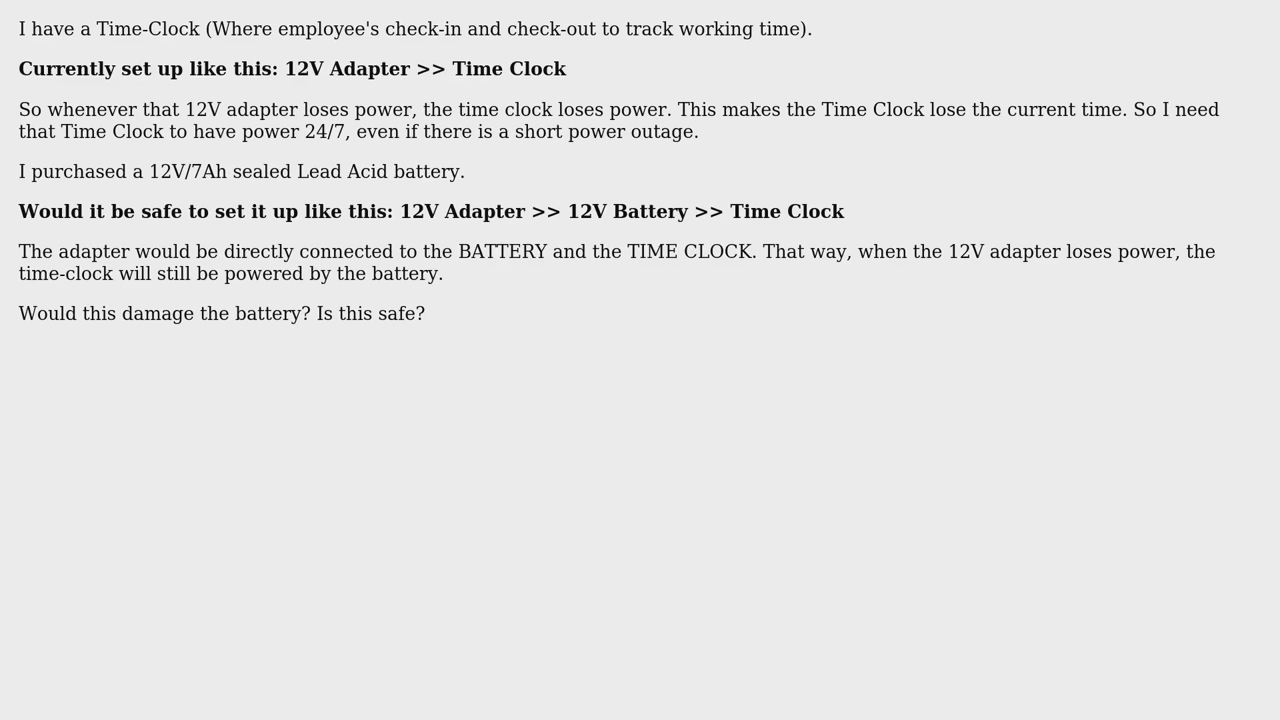 I have a Time-Clock (Where employee's check-in and check-out to track working time).
Currently set up like this: 12V Adapter >> Time Clock
So whenever that 12V adapter loses power, the time clock loses power. This makes the Time Clock lose the current time. So I need
that Time Clock to have power 24/7, even if there is a short power outage.
I purchased a 12V/7Ah sealed Lead Acid battery.
Would it be safe to set it up like this: 12V Adapter >> 12V Battery >> Time Clock
The adapter would be directly connected to the BATTERY and the TIME CLOCK. That way, when the 12V adapter loses power, the
time-clock will still be powered by the battery.
Would this damage the battery? Is this safe?